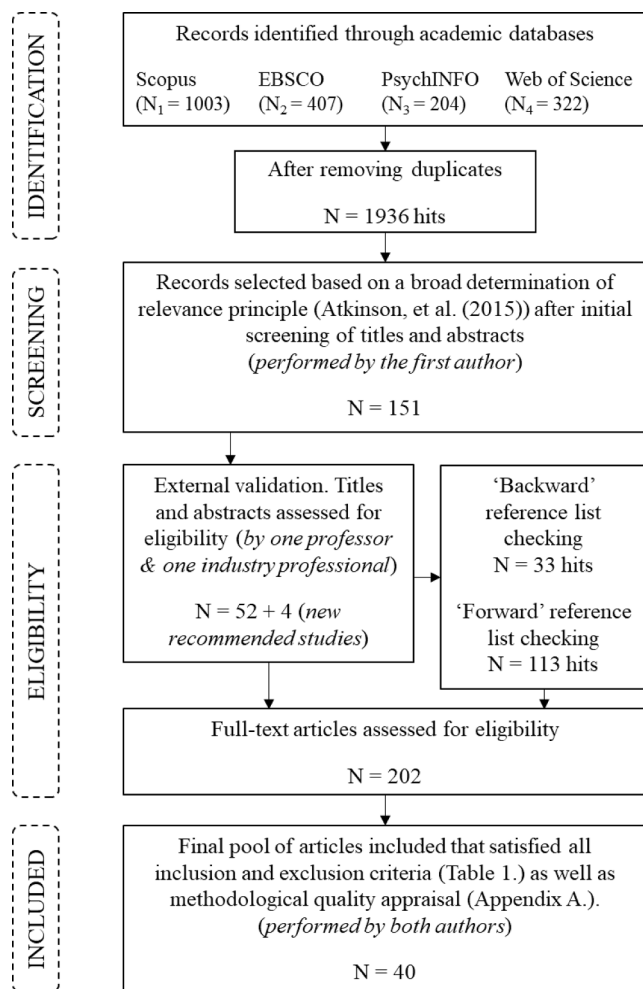 IDENTIFICATION
Records identified through academic databases
Scopus EBSCO PsychINFO Web of Science
(N₁ = 1003) (N₂ = 407) (N₃ = 204) (N₄ = 322)
After removing duplicates
N = 1936 hits
SCREENING
Records selected based on a broad determination of
relevance principle (Atkinson, et al. (2015)) after initial
screening of titles and abstracts
(performed by the first author)
N = 151
ELIGIBILITY
External validation. Titles
and abstracts assessed for
eligibility (by one professor
& one industry professional)
N = 52 + 4 (new
recommended studies)
‘Backward’
reference list
checking
N = 33 hits
‘Forward’ reference
list checking
N = 113 hits
Full-text articles assessed for eligibility
N = 202
INCLUDED
Final pool of articles included that satisfied all
inclusion and exclusion criteria (Table 1.) as well as
methodological quality appraisal (Appendix A.).
(performed by both authors)
N = 40